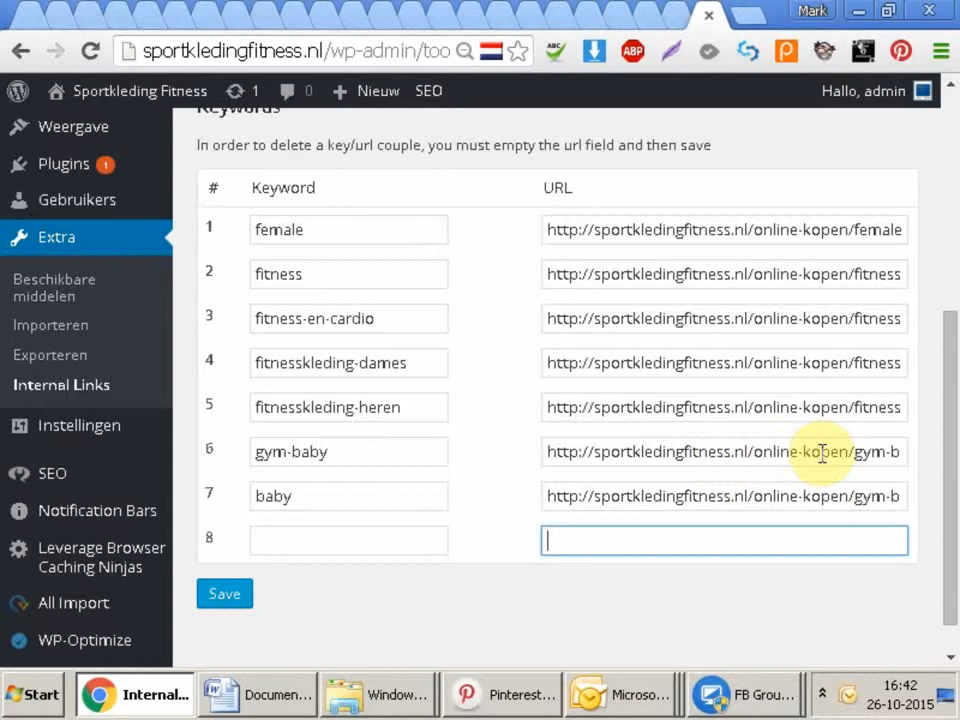 Mark
sportkledingfitness.nl/wp-admin/too
ABC
ABP
Sportkleding Fitness 1 0 Nieuw SEO Hallo, admin
Weergave
Plugins 1
Gebruikers
Extra
Beschikbare
middelen
Importeren
Exporteren
Internal Links
Instellingen
SEO
Notification Bars
Leverage Browser
Caching Ninjas
All Import
WP-Optimize
Keywords
In order to delete a key/url couple, you must empty the url field and then save
# Keyword URL
1 female http://sportkledingfitness.nl/online-kopen/female
2 fitness http://sportkledingfitness.nl/online-kopen/fitness
3 fitness-en-cardio http://sportkledingfitness.nl/online-kopen/fitness
4 fitnesskleding-dames http://sportkledingfitness.nl/online-kopen/fitness
5 fitnesskleding-heren http://sportkledingfitness.nl/online-kopen/fitness
6 gym-baby http://sportkledingfitness.nl/online-kopen/gym-b
7 baby http://sportkledingfitness.nl/online-kopen/gym-b
8
Save
Start Internal... Documen... Window... Pinterest... Microso... FB Grou... 16:42
26-10-2015